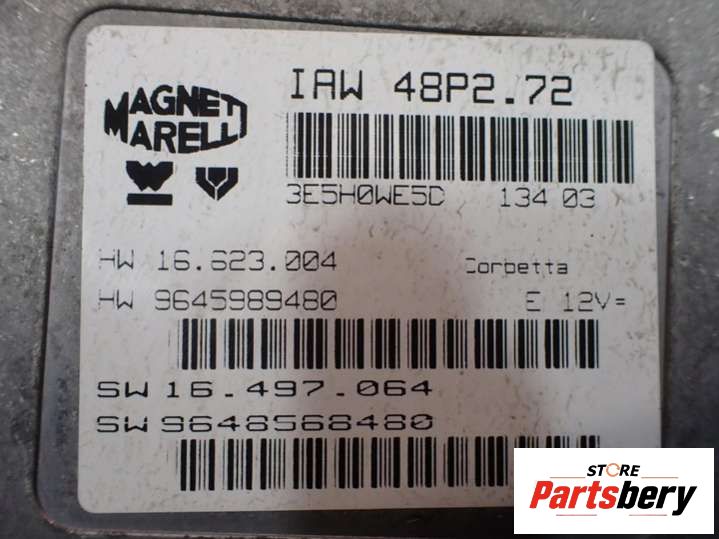 MAGNETI
MARELLI
IAW 48P2.72
3E5H0WE5D 134 03
HW 16.623.004 Corbetta
HW 9645989480 E 12V=
SW 16.497.064
SW 9648568480
STORE
Partsbery